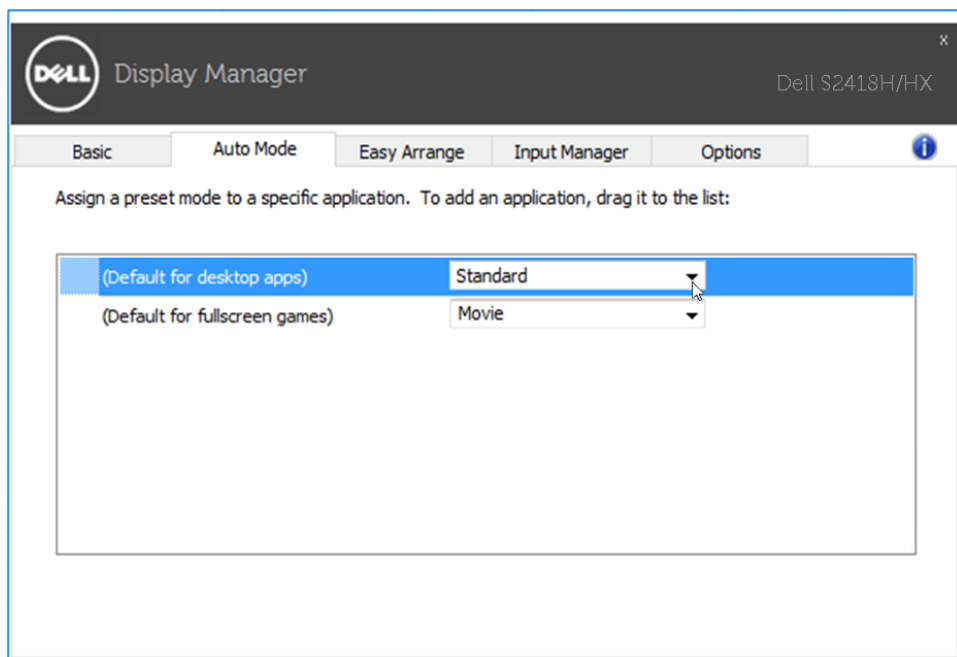 x
DELL
Display Manager
Dell S2418H/HX
Basic Auto Mode Easy Arrange Input Manager Options i
Assign a preset mode to a specific application. To add an application, drag it to the list:
(Default for desktop apps) Standard
(Default for fullscreen games) Movie